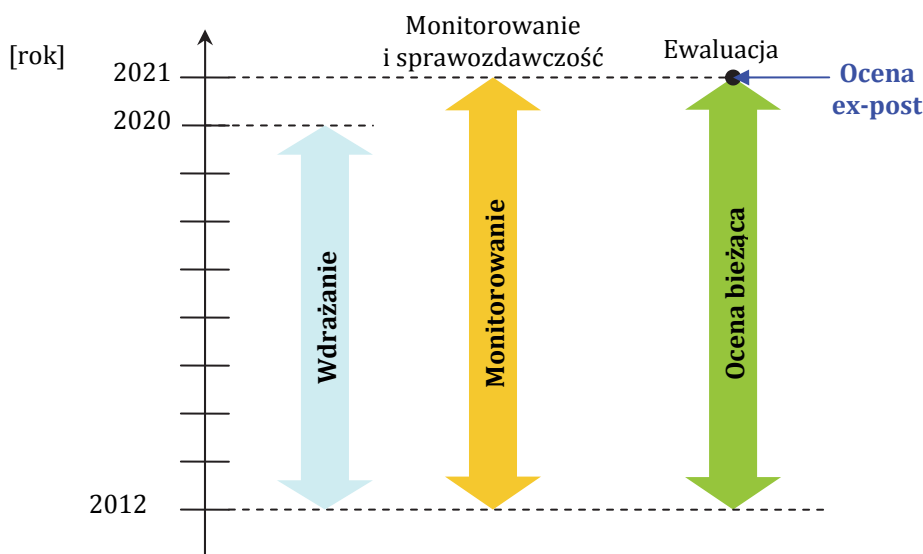 Monitorowanie
i sprawozdawczość
Ewaluacja
[rok]
2021
Ocena
ex-post
2020
Wdrażanie
Monitorowanie
Ocena bieżąca
2012